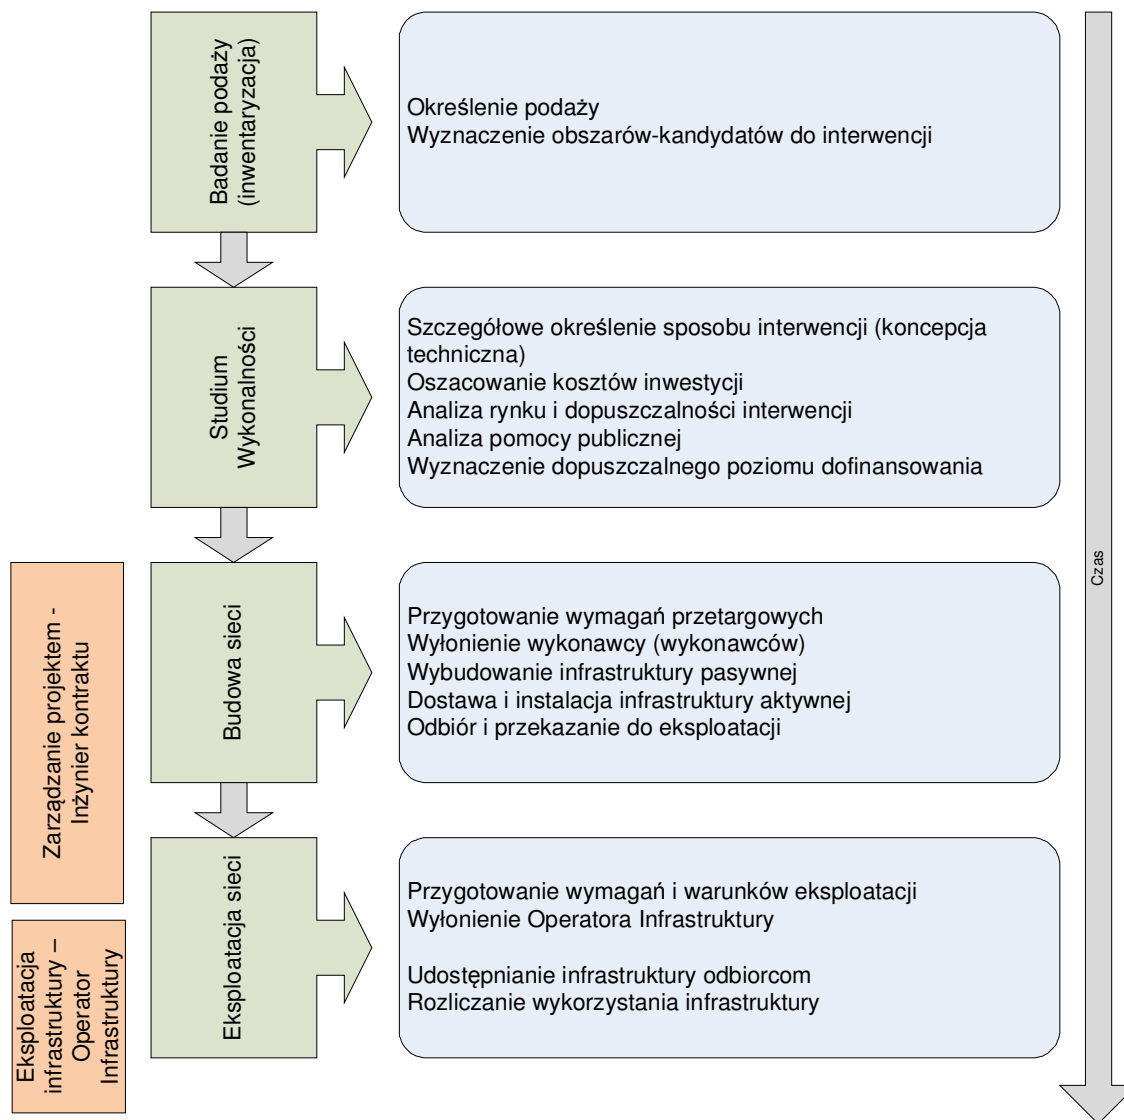 Badanie podaży
(inwentaryzacja)
Określenie podaży
Wyznaczenie obszarów-kandydatów do interwencji
Studium
Wykonalności
Szczegółowe określenie sposobu interwencji (koncepcja
techniczna)
Oszacowanie kosztów inwestycji
Analiza rynku i dopuszczalności interwencji
Analiza pomocy publicznej
Wyznaczenie dopuszczalnego poziomu dofinansowania
Zarządzanie projektem -
Inżynier kontraktu
Budowa sieci
Przygotowanie wymagań przetargowych
Wyłonienie wykonawcy (wykonawców)
Wybudowanie infrastruktury pasywnej
Dostawa i instalacja infrastruktury aktywnej
Odbiór i przekazanie do eksploatacji
Eksploatacja
infrastruktury –
Operator
Infrastruktury
Eksploatacja sieci
Przygotowanie wymagań i warunków eksploatacji
Wyłonienie Operatora Infrastruktury
Udostępnianie infrastruktury odbiorcom
Rozliczanie wykorzystania infrastruktury
Czas